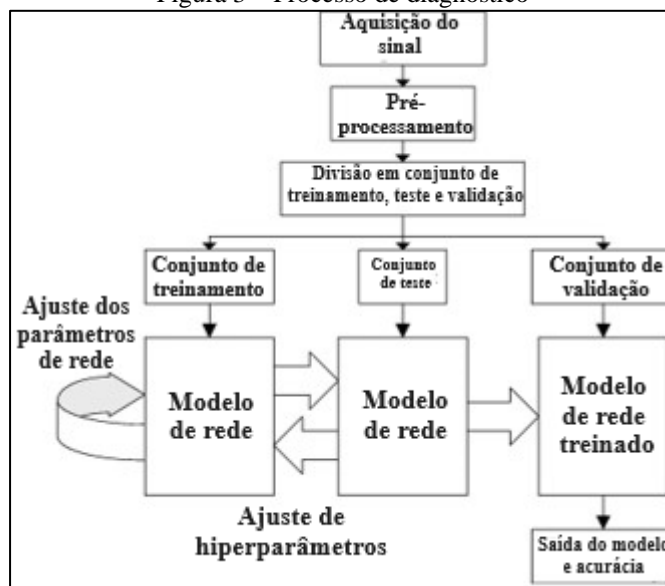 Figura 3 – Processo de diagnóstico
Aquisição do
sinal
Pré-
processamento
Divisão em conjunto de
treinamento, teste e validação
Conjunto de
treinamento
Conjunto
de teste
Conjunto de
validação
Ajuste dos
parâmetros
de rede
Modelo
de rede
Modelo
de rede
Modelo
de rede
treinado
Ajuste de
hiperparâmetros
Saída do modelo
e acurácia